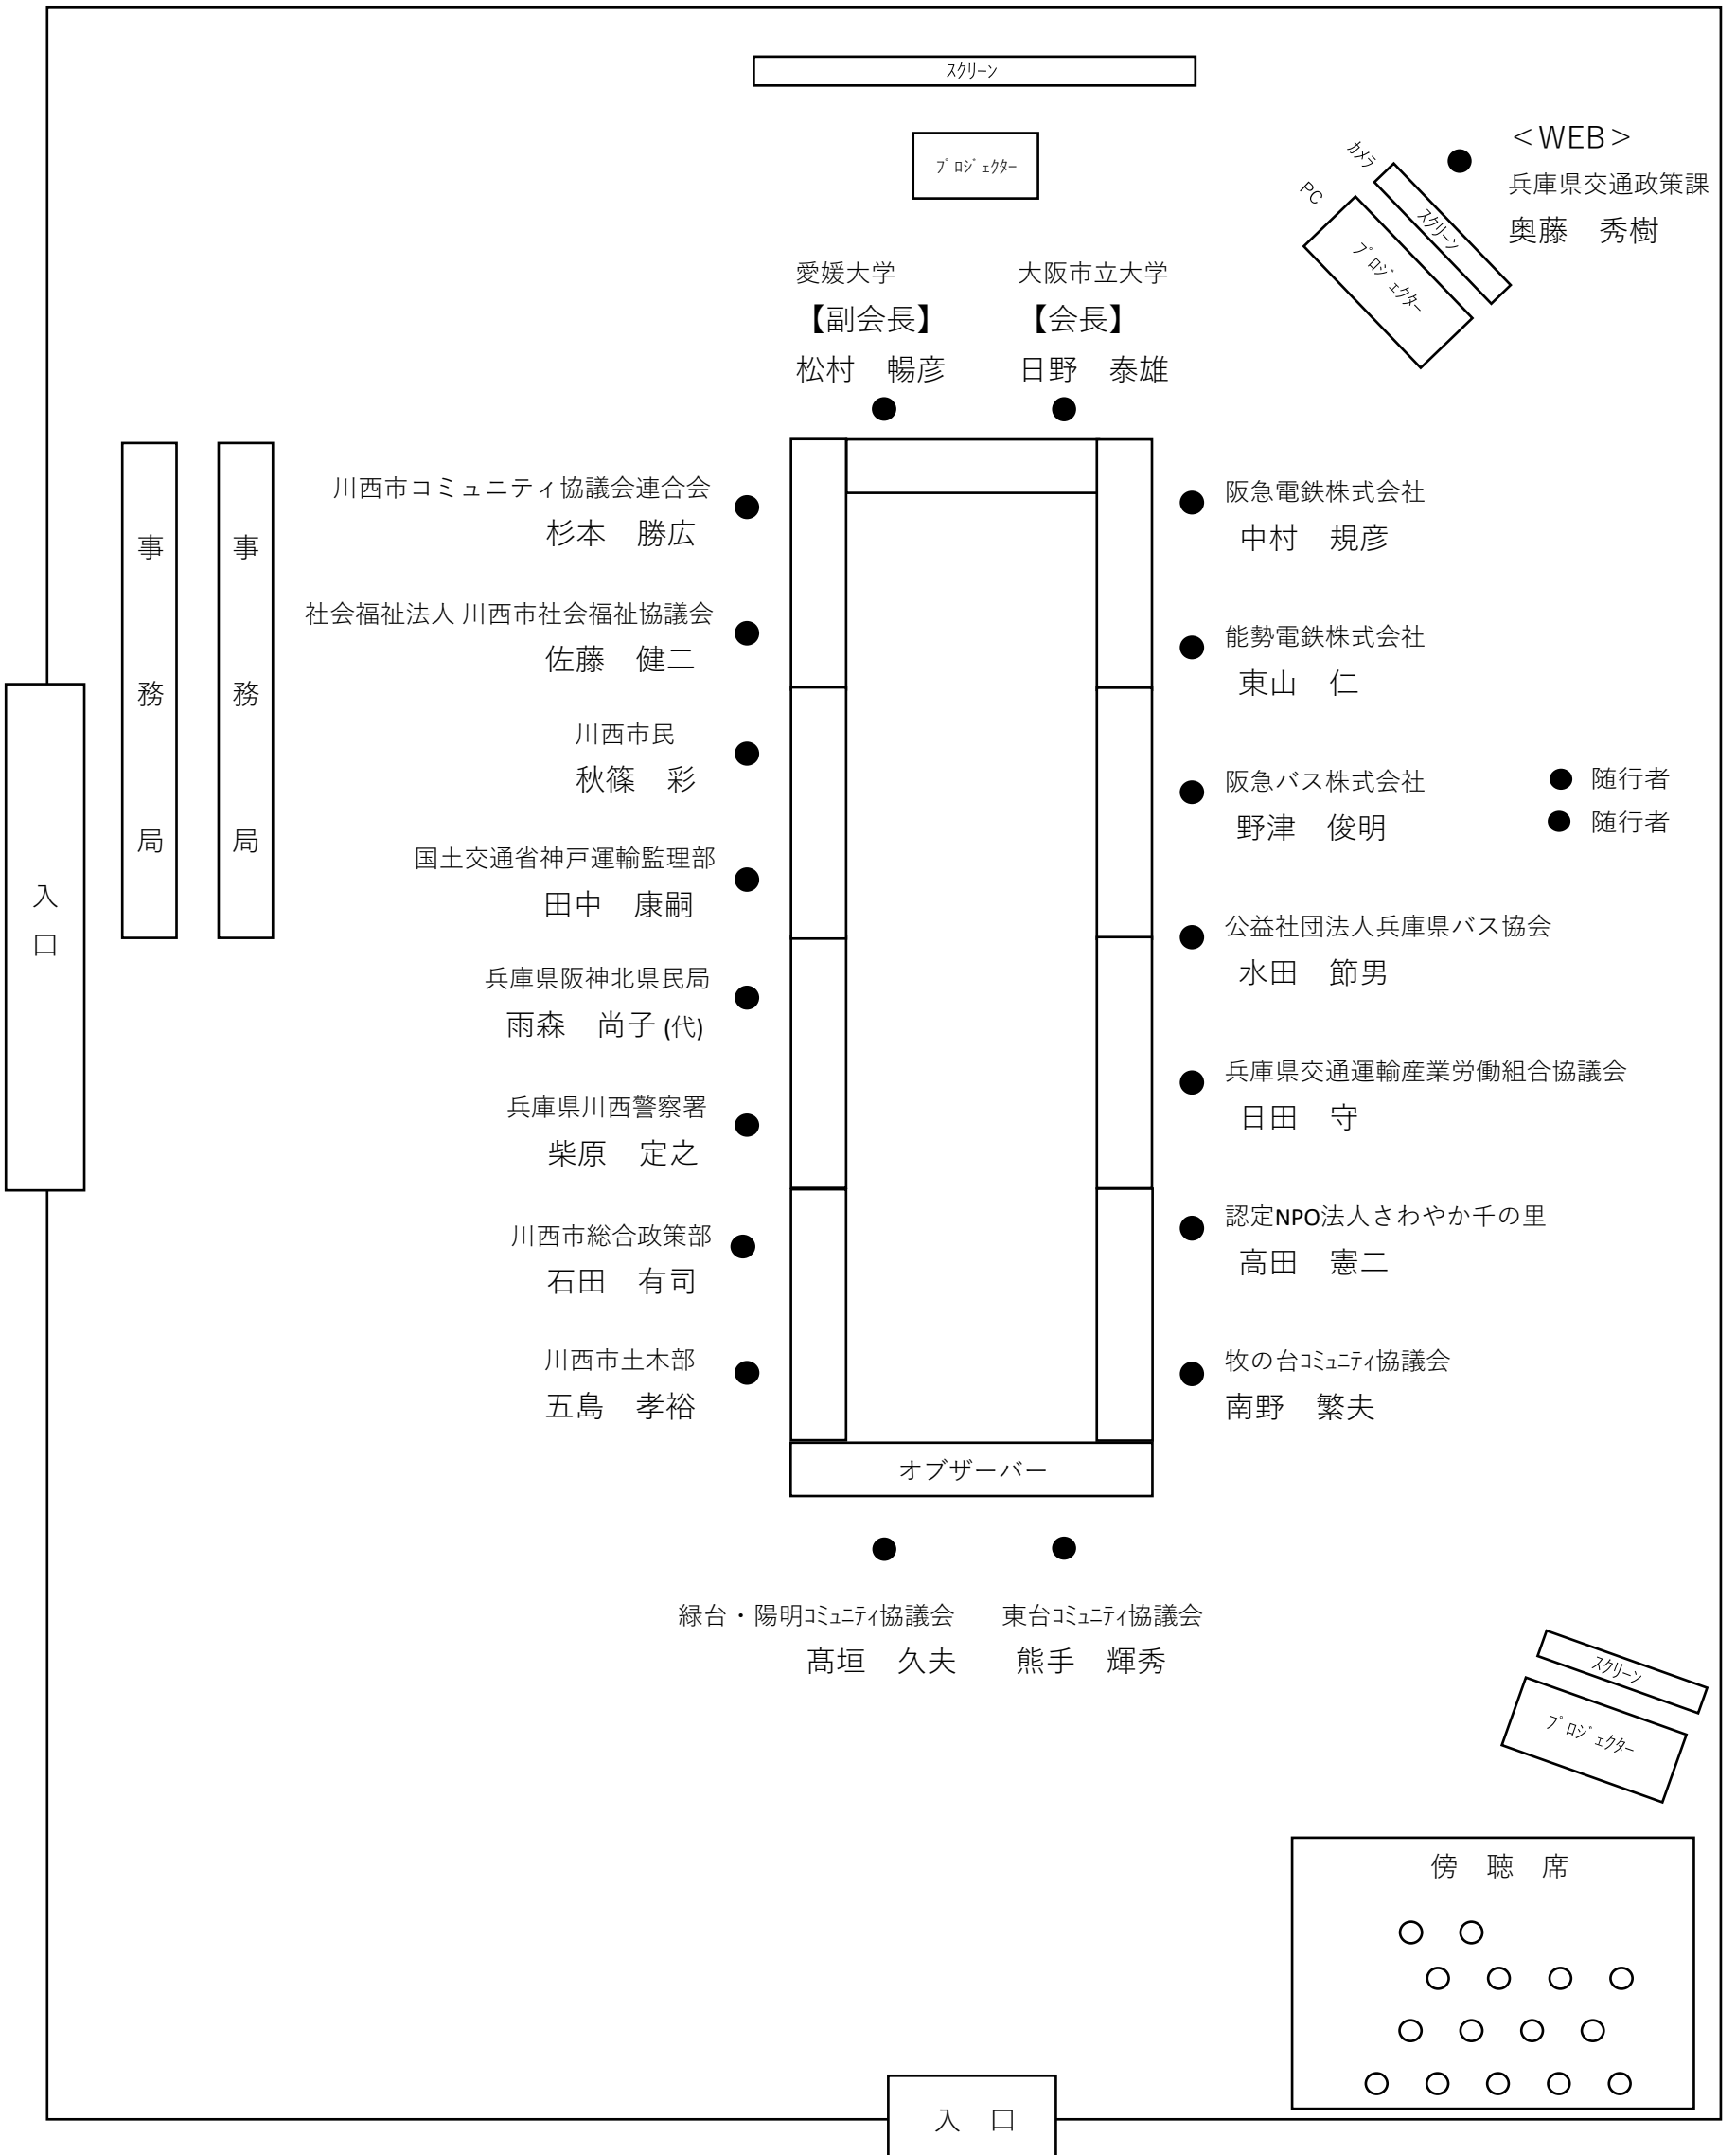 スクリーン
プロジェクター
<WEB>
兵庫県交通政策課
奥藤　秀樹
カメラ
スクリーン
PC
プロジェクター
愛媛大学
【副会長】
松村　暢彦
大阪市立大学
【会長】
日野　泰雄
事務局
事務局
入口
川西市コミュニティ協議会連合会
杉本　勝広
社会福祉法人 川西市社会福祉協議会
佐藤　健二
川西市民
秋篠　彩
国土交通省神戸運輸監理部
田中　康嗣
兵庫県阪神北県民局
雨森　尚子 (代)
兵庫県川西警察署
柴原　定之
川西市総合政策部
石田　有司
川西市土木部
五島　孝裕
阪急電鉄株式会社
中村　規彦
能勢電鉄株式会社
東山　仁
阪急バス株式会社
野津　俊明
随行者
随行者
公益社団法人兵庫県バス協会
水田　節男
兵庫県交通運輸産業労働組合協議会
日田　守
認定NPO法人さわやか千の里
高田　憲二
牧の台コミュニティ協議会
南野　繁夫
オブザーバー
緑台・陽明コミュニティ協議会
髙垣　久夫
東台コミュニティ協議会
熊手　輝秀
スクリーン
プロジェクター
傍　聴　席
入　口